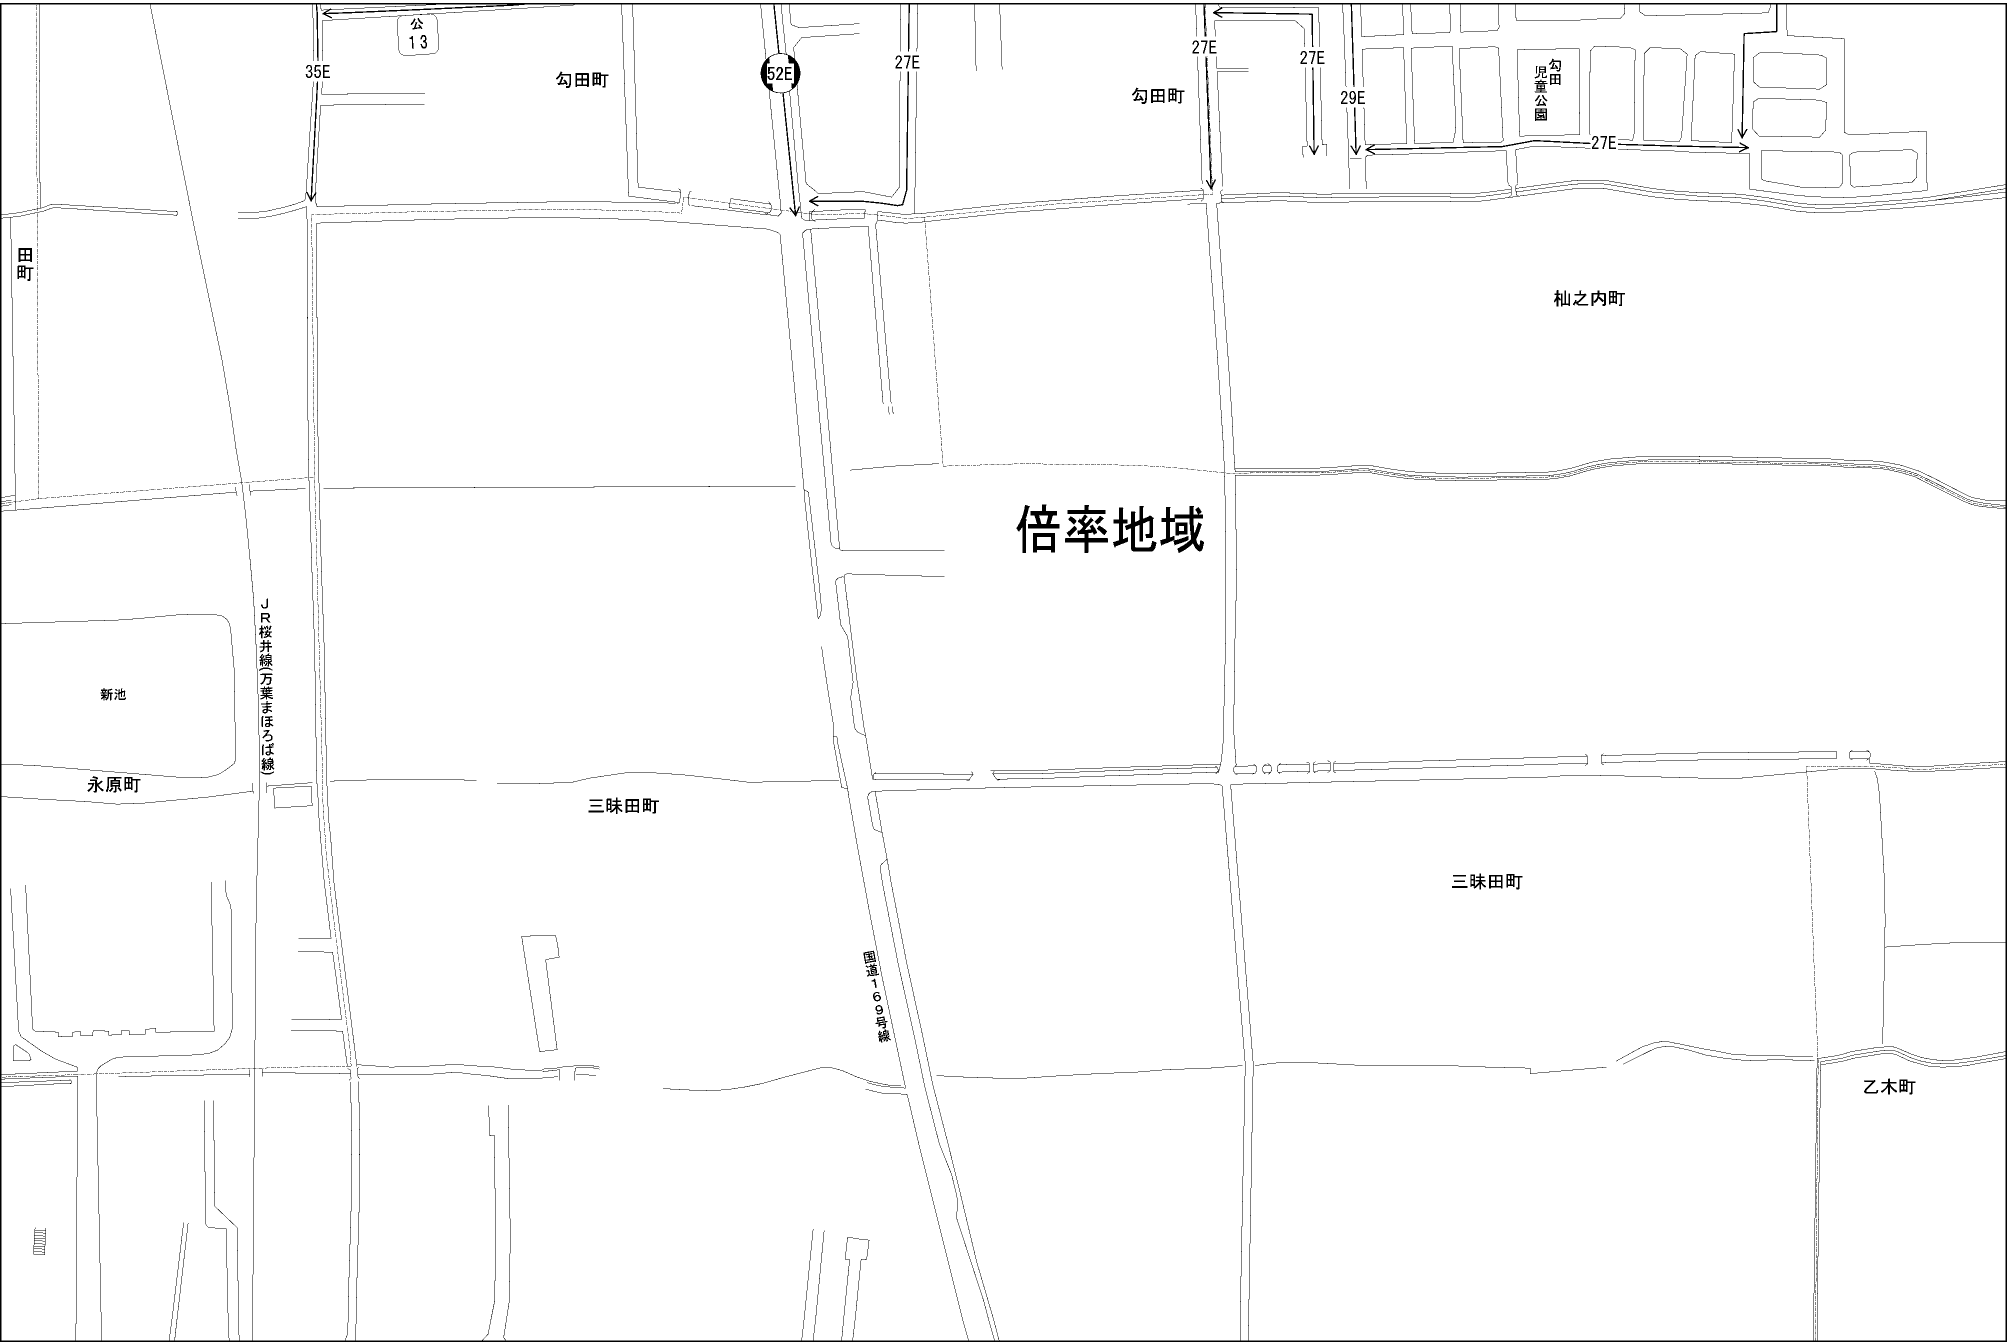 公
13
35E
勾田町
52E
27E
27E
勾田町
27E
29E
勾田
児童公園
27E
田町
杣之内町
倍率地域
JR桜井線(万葉まほろば線)
新池
永原町
三昧田町
三昧田町
国道169号線
乙木町